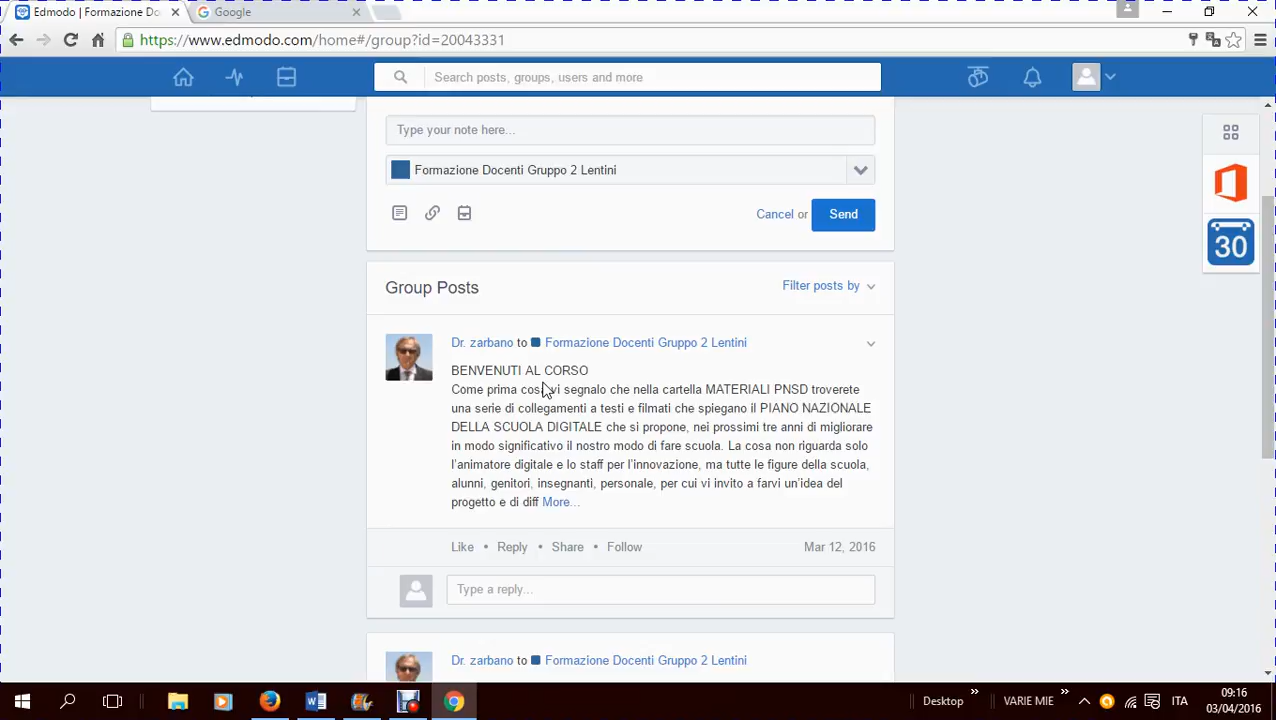 Edmodo | Formazione Do
Google
https://www.edmodo.com/home#/group?id=20043331
Search posts, groups, users and more
Type your note here...
Formazione Docenti Gruppo 2 Lentini
Cancel or Send
30
Group Posts
Filter posts by
Dr. zarbano to Formazione Docenti Gruppo 2 Lentini
BENVENUTI AL CORSO
Come prima cosa vi segnalo che nella cartella MATERIALI PNSD troverete
una serie di collegamenti a testi e filmati che spiegano il PIANO NAZIONALE
DELLA SCUOLA DIGITALE che si propone, nei prossimi tre anni di migliorare
in modo significativo il nostro modo di fare scuola. La cosa non riguarda solo
l'animatore digitale e lo staff per l'innovazione, ma tutte le figure della scuola,
alunni, genitori, insegnanti, personale, per cui vi invito a farvi un'idea del
progetto e di diff More...
Like • Reply • Share • Follow
Mar 12, 2016
Type a reply...
Dr. zarbano to Formazione Docenti Gruppo 2 Lentini
Desktop
VARIE MIE
ITA
09:16
03/04/2016